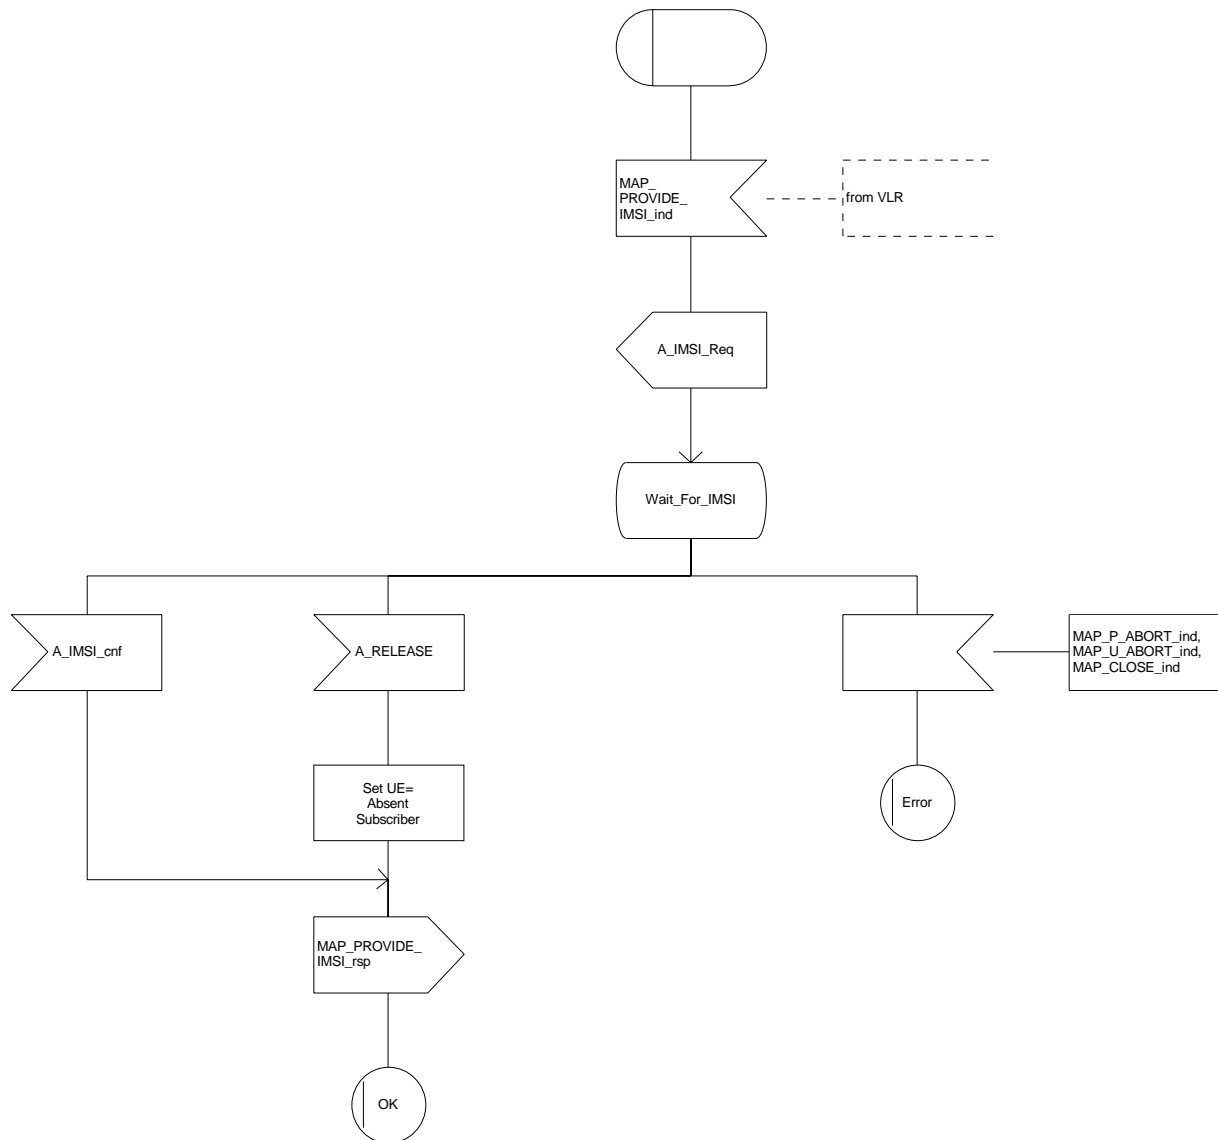 MAP_
PROVIDE_
IMSI_ind
from VLR
A_IMSI_Req
Wait_For_IMSI
A_IMSI_cnf
A_RELEASE
MAP_P_ABORT_ind,
MAP_U_ABORT_ind,
MAP_CLOSE_ind
Set UE=
Absent
Subscriber
Error
MAP_PROVIDE_
IMSI_rsp
OK